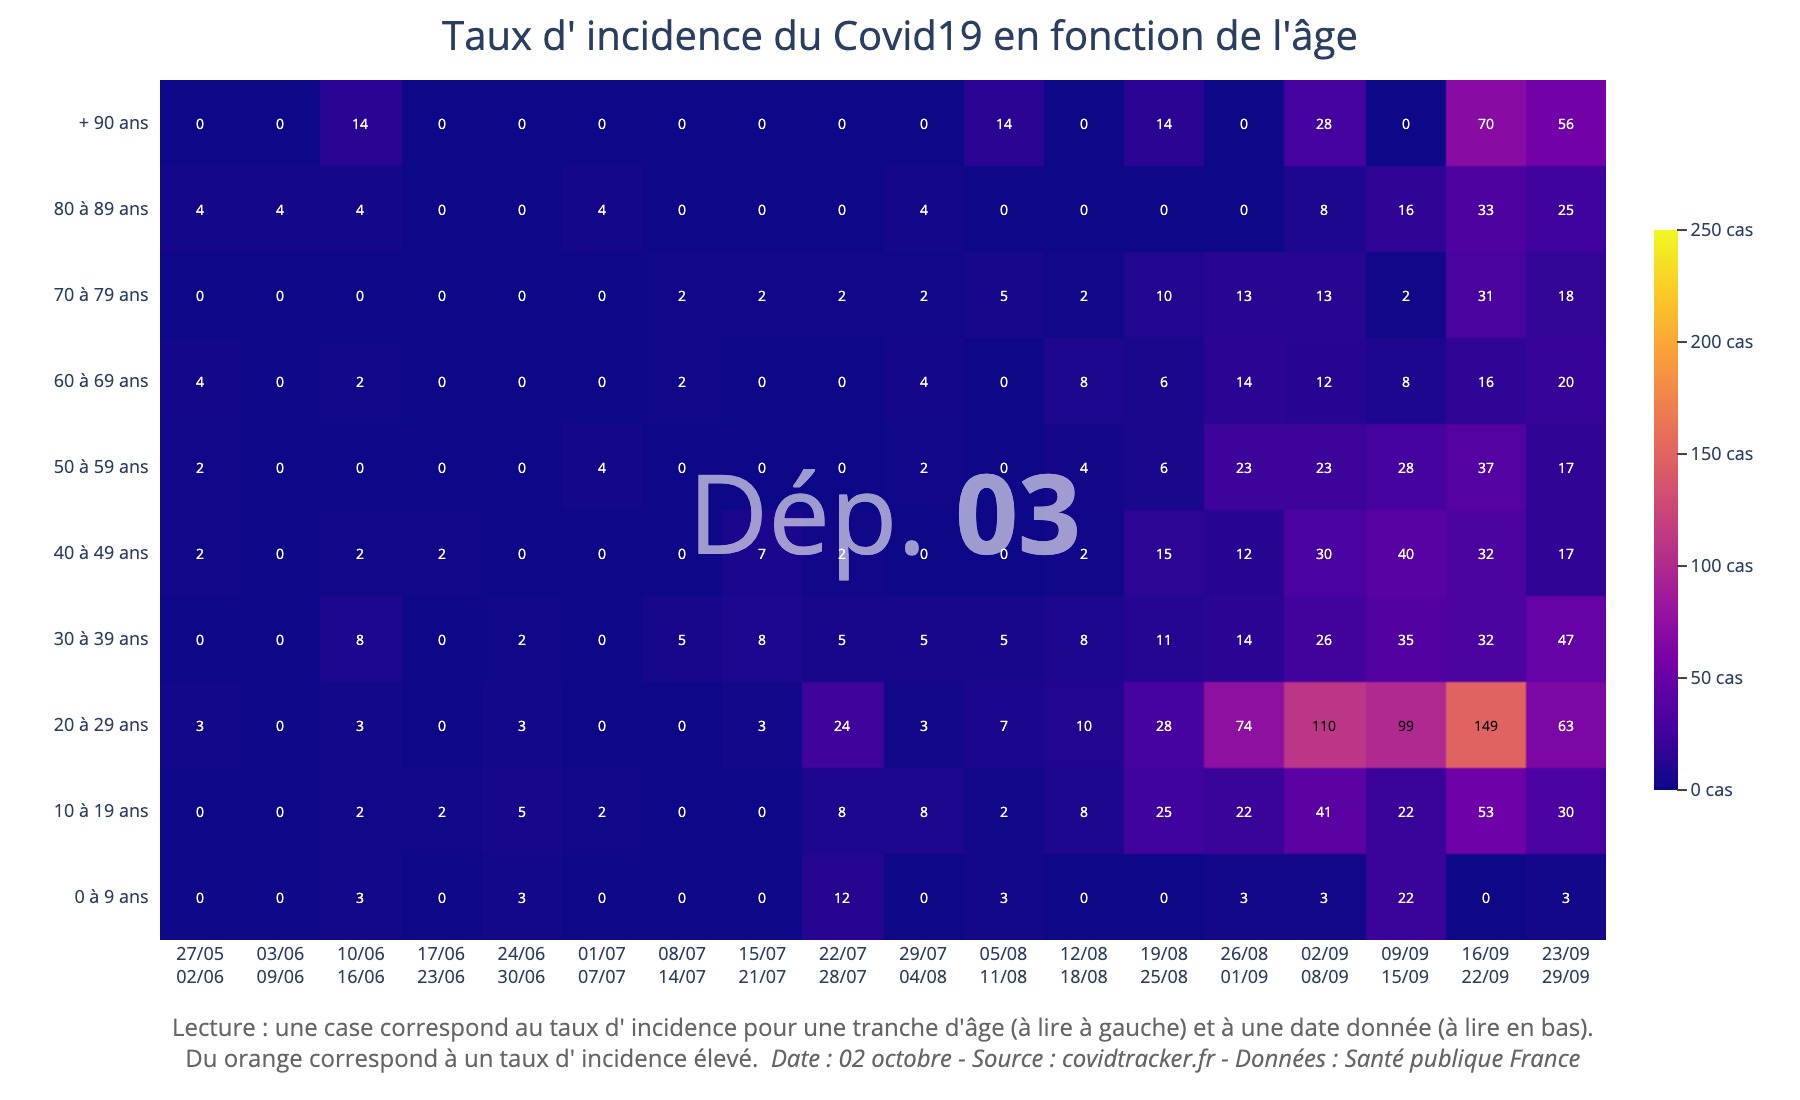 Taux d' incidence du Covid19 en fonction de l'âge
+ 90 ans 0 0 14 0 0 0 0 0 0 0 14 0 14 0 28 0 70 56
80 à 89 ans 4 4 4 0 0 4 0 0 0 4 0 0 0 0 8 16 33 25
70 à 79 ans 0 0 0 0 0 0 2 2 2 2 5 2 10 13 13 2 31 18
60 à 69 ans 4 0 2 0 0 0 2 0 0 4 0 8 6 14 12 8 16 20
50 à 59 ans 2 0 0 0 0 4 0 0 0 2 0 4 6 23 23 28 37 17
Dép. 03
40 à 49 ans 2 0 2 2 0 0 0 7 2 0 0 2 15 12 30 40 32 17
30 à 39 ans 0 0 8 0 2 0 5 8 5 5 5 8 11 14 26 35 32 47
20 à 29 ans 3 0 3 0 3 0 0 3 24 3 7 10 28 74 110 99 149 63
10 à 19 ans 0 0 2 2 5 2 0 0 8 8 2 8 25 22 41 22 53 30
0 à 9 ans 0 0 3 0 3 0 0 0 12 0 3 0 0 3 3 22 0 3
27/05 03/06 10/06 17/06 24/06 01/07 08/07 15/07 22/07 29/07 05/08 12/08 19/08 26/08 02/09 09/09 16/09 23/09
02/06 09/06 16/06 23/06 30/06 07/07 14/07 21/07 28/07 04/08 11/08 18/08 25/08 01/09 08/09 15/09 22/09 29/09
250 cas
200 cas
150 cas
100 cas
50 cas
0 cas
Lecture : une case correspond au taux d' incidence pour une tranche d'âge (à lire à gauche) et à une date donnée (à lire en bas).
Du orange correspond à un taux d' incidence élevé. Date : 02 octobre - Source : covidtracker.fr - Données : Santé publique France